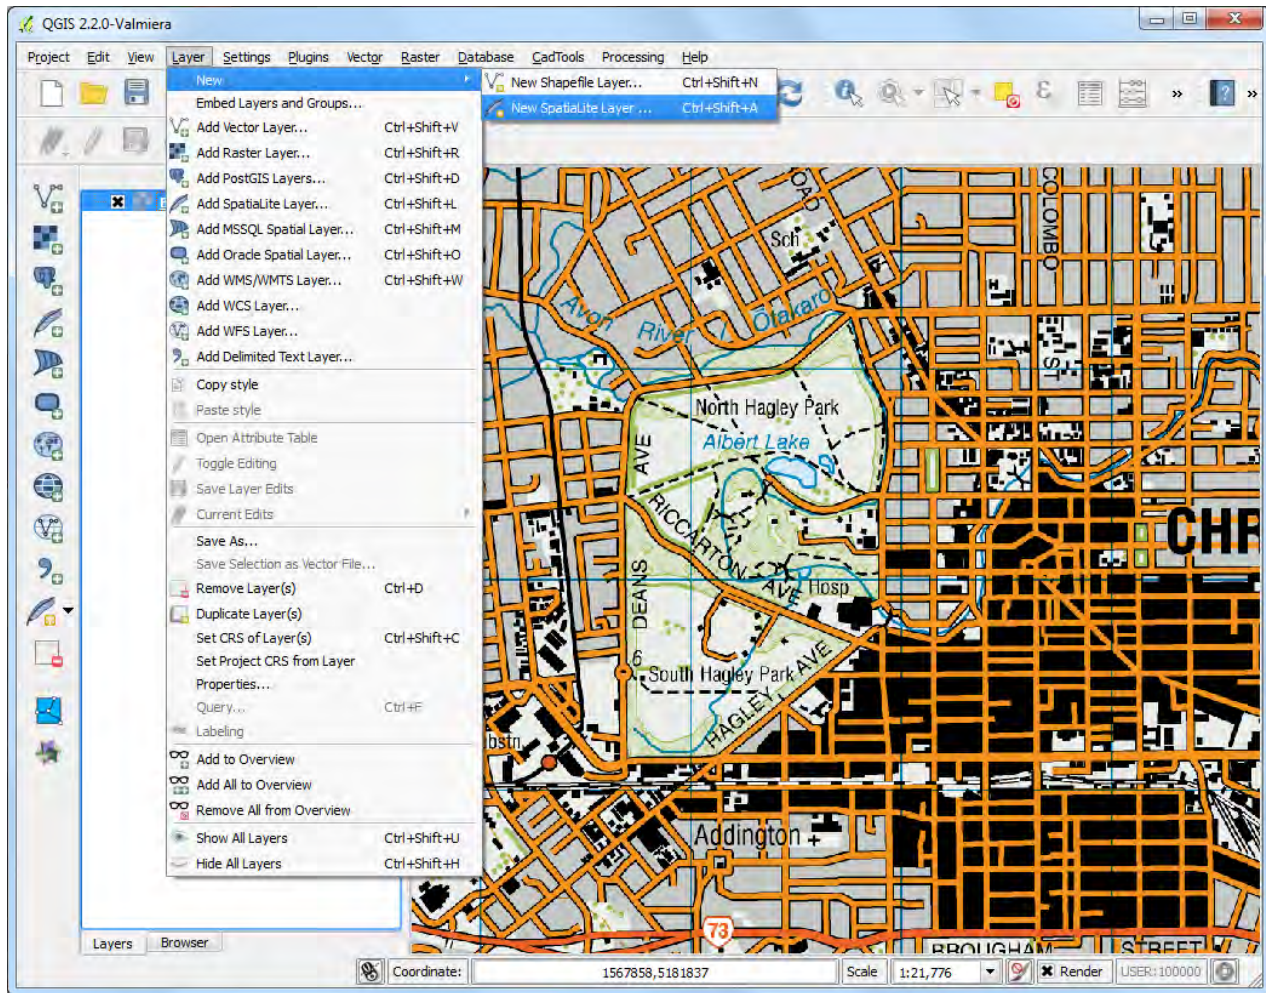 QGIS 2.2.0-Valmiera
Project Edit View Layer Settings Plugins Vector Raster Database CadTools Processing Help
New
New Shapefile Layer... Ctrl+Shift+N
New SpatiaLite Layer ... Ctrl+Shift+A
Embed Layers and Groups...
Add Vector Layer... Ctrl+Shift+V
Add Raster Layer... Ctrl+Shift+R
Add PostGIS Layers... Ctrl+Shift+D
Add SpatiaLite Layer... Ctrl+Shift+L
Add MSSQL Spatial Layer... Ctrl+Shift+M
Add Oracle Spatial Layer... Ctrl+Shift+O
Add WMS/WMTS Layer... Ctrl+Shift+W
Add WCS Layer...
Add WFS Layer...
Add Delimited Text Layer...
Copy style
Paste style
Open Attribute Table
Toggle Editing
Save Layer Edits
Current Edits
Save As...
Save Selection as Vector File...
Remove Layer(s) Ctrl+D
Duplicate Layer(s)
Set CRS of Layer(s) Ctrl+Shift+C
Set Project CRS from Layer
Properties...
Query... Ctrl+F
Labeling
Add to Overview
Add All to Overview
Remove All from Overview
Show All Layers Ctrl+Shift+U
Hide All Layers Ctrl+Shift+H
ROAD
COLOMBO
ST
Sch
Avon River / Ōtakaro
North Hagley Park
Albert Lake
AVE
RICCARTON AVE
DEANS
Hosp
CHR
6
South Hagley Park
HAGLEY AVE
bstn
Addington
73
BROUGHAM STREET
Layers Browser
Coordinate: 1567858,5181837 Scale 1:21,776 Render USER:100000